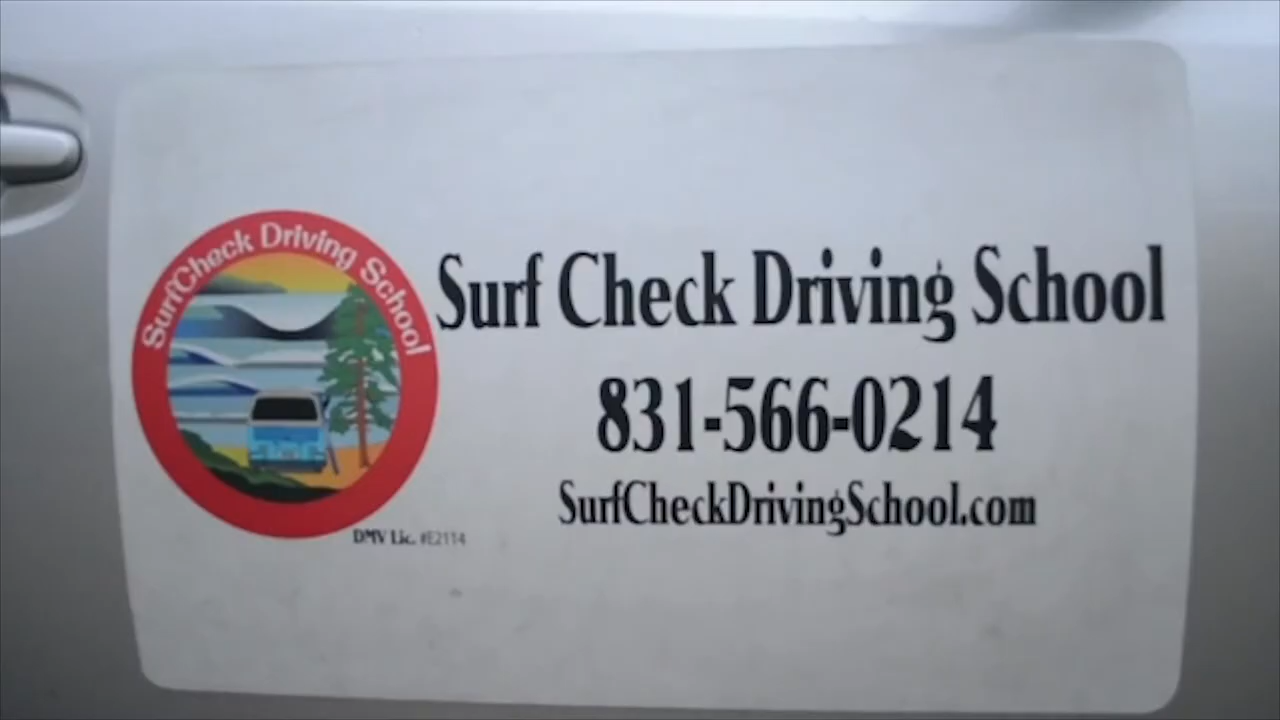 SurfCheck Driving School
Surf Check Driving School
831-566-0214
SurfCheckDrivingSchool.com
DMV Lic. #E2114